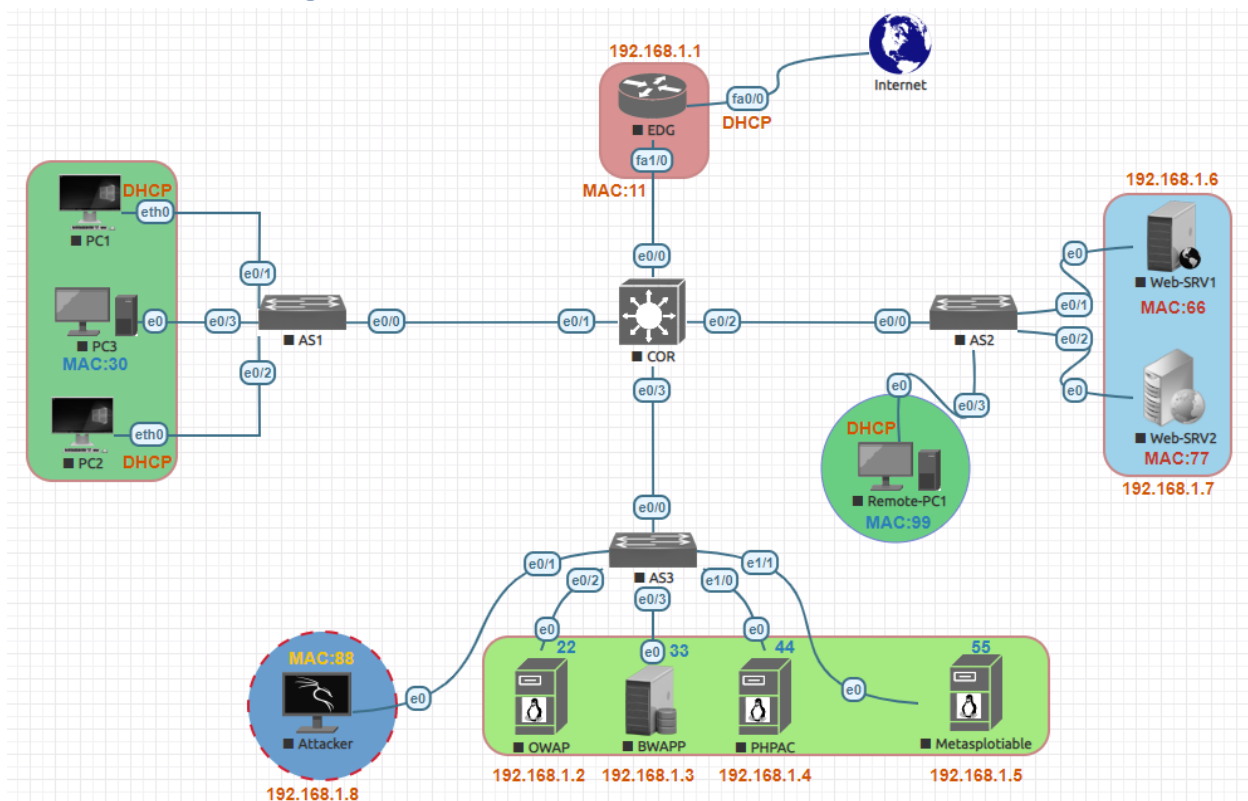 192.168.1.1
Internet
fa0/0
DHCP
EDG
fa1/0
MAC:11
192.168.1.6
DHCP
eth0
PC1
e0/0
e0
Web-SRV1
MAC:66
e0/1
e0/1
e0
e0/3
PC3
MAC:30
AS1
e0/0
e0/1
COR
e0/2
e0/0
AS2
e0/2
e0/2
e0/3
e0
e0/3
e0
Web-SRV2
MAC:77
192.168.1.7
eth0
PC2
DHCP
DHCP
Remote-PC1
MAC:99
e0/0
AS3
e0/1
e0/2
e0/3
e1/0
e1/1
MAC:88
e0
Attacker
192.168.1.8
e0
22
e0
33
e0
44
e0
55
OWAP
BWAPP
PHPAC
Metasplotiable
192.168.1.2
192.168.1.3
192.168.1.4
192.168.1.5